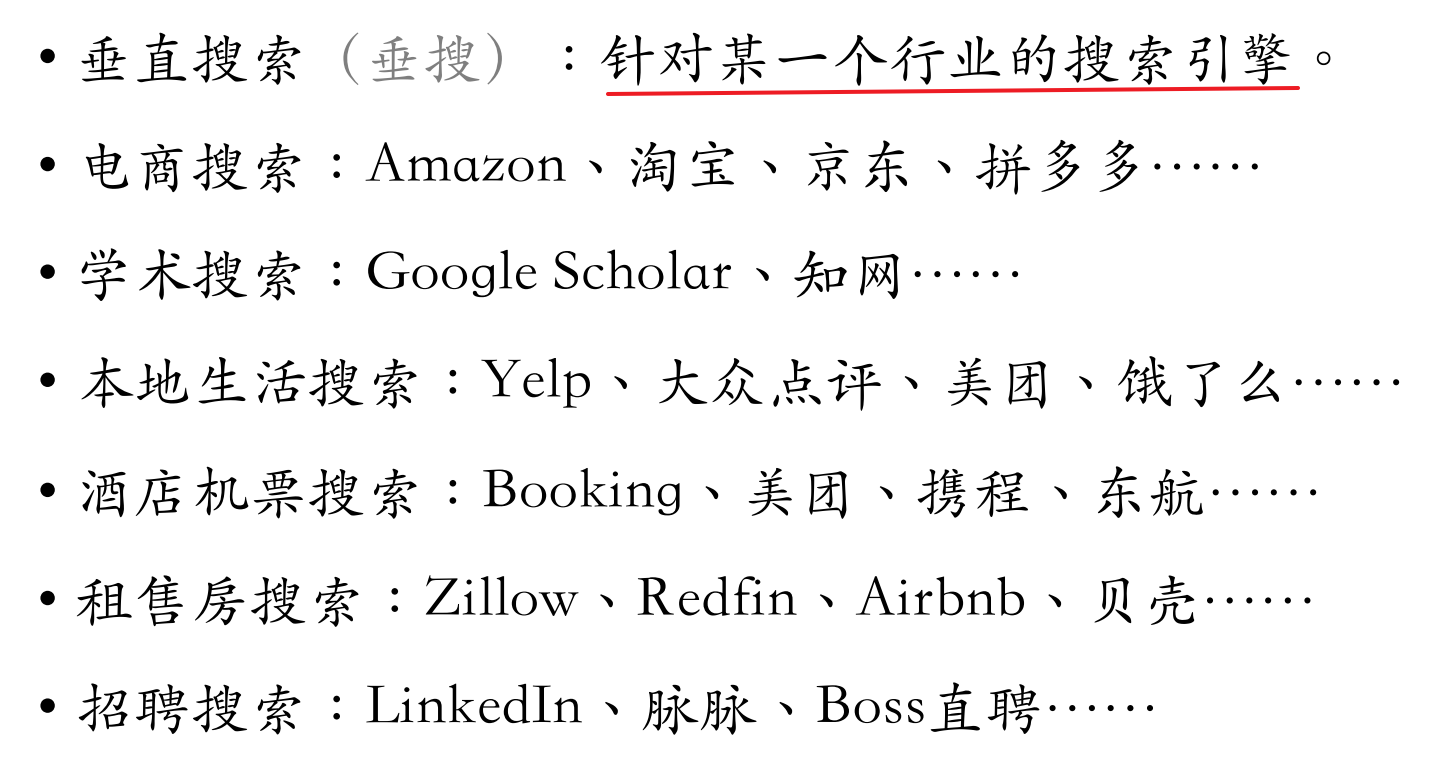 • 垂直搜索（垂搜）：针对某一个行业的搜索引擎。
• 电商搜索：Amazon、淘宝、京东、拼多多……
• 学术搜索：Google Scholar、知网……
• 本地生活搜索：Yelp、大众点评、美团、饿了么……
• 酒店机票搜索：Booking、美团、携程、东航……
• 租售房搜索：Zillow、Redfin、Airbnb、贝壳……
• 招聘搜索：LinkedIn、脉脉、Boss直聘……